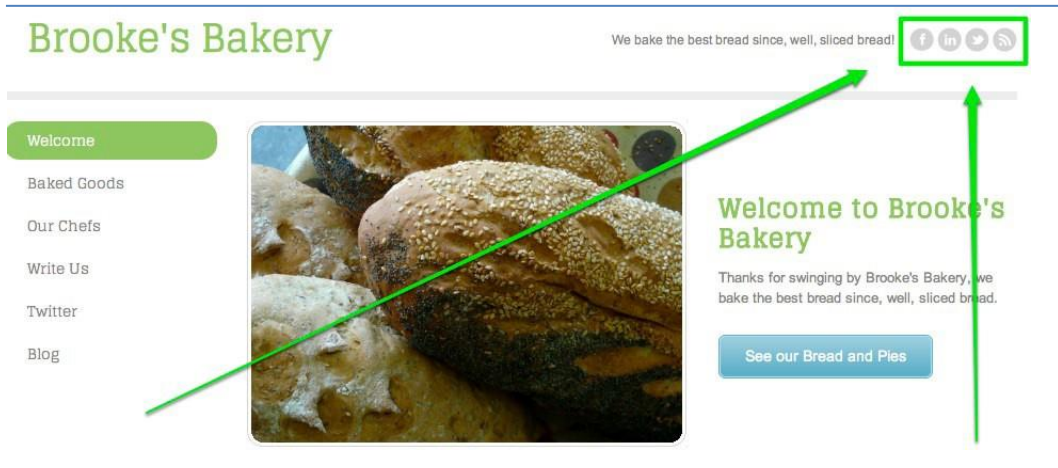 Brooke's Bakery
We bake the best bread since, well, sliced bread!
f in
Welcome
Baked Goods
Our Chefs
Write Us
Twitter
Blog
Welcome to Brooke's
Bakery
Thanks for swinging by Brooke's Bakery, we
bake the best bread since, well, sliced bread.
See our Bread and Pies